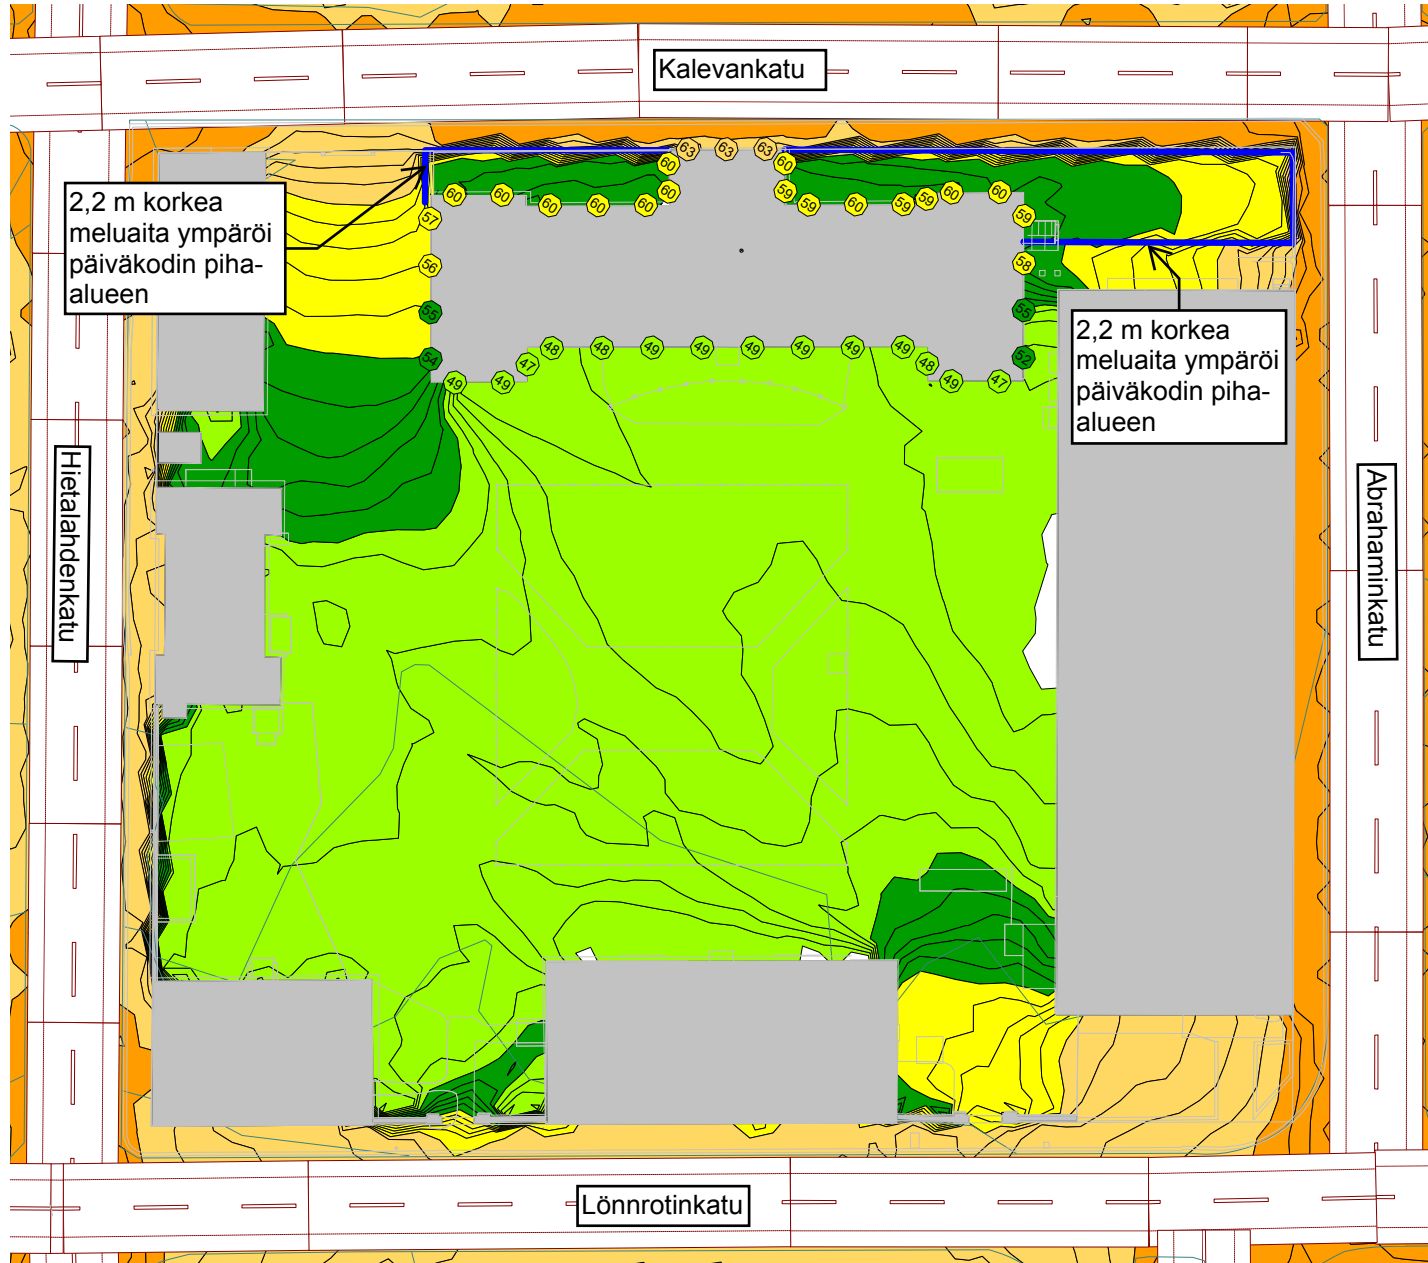 Kalevankatu
63 63 63
60 60
60 60 60 60 60 60 59 59 60 59 59 60 60
57 59
56 58
55 55
54 52
48 48 49 49 49 49 49 49
47 48
49 49 49 47
2,2 m korkea
meluaita ympäröi
päiväkodin piha-
alueen
2,2 m korkea
meluaita ympäröi
päiväkodin piha-
alueen
Hietalahdenkatu
Abrahaminkatu
Lönnrotinkatu